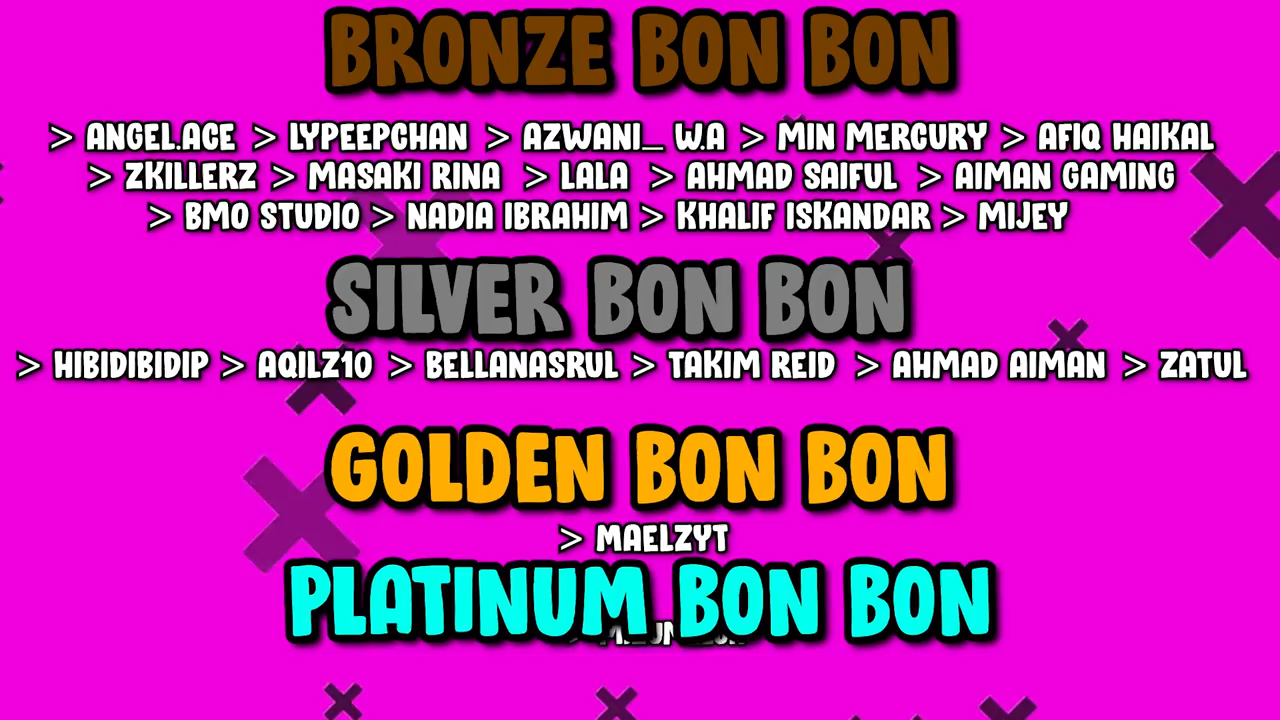 BRONZE BON BON
> ANGEL.ACE > LYPEEPCHAN > AZWANI_ W.A > MIN MERCURY > AFIQ HAIKAL
> ZKILLERZ > MASAKI RINA > LALA > AHMAD SAIFUL > AIMAN GAMING
> BMO STUDIO > NADIA IBRAHIM > KHALIF ISKANDAR > MIJEY
SILVER BON BON
> HIBIDIBIDIP > AQILZ10 > BELLANASRUL > TAKIM REID > AHMAD AIMAN > ZATUL
GOLDEN BON BON
> MAELZYT
PLATINUM BON BON